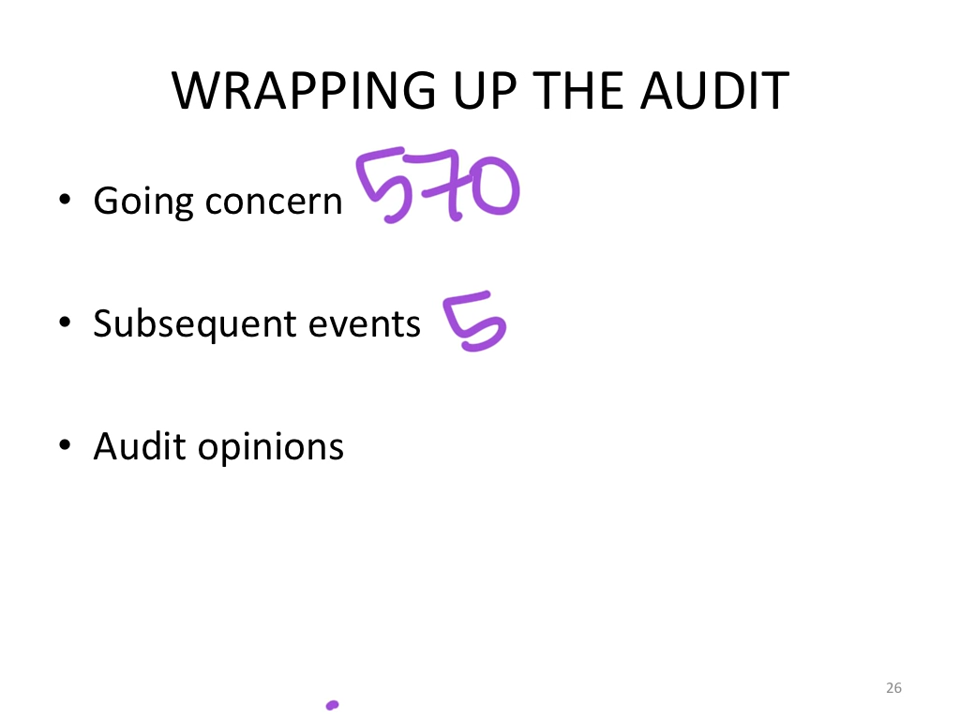 WRAPPING UP THE AUDIT
• Going concern 570
• Subsequent events 5
• Audit opinions
26